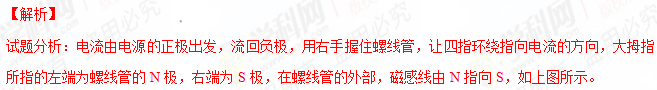 【解析】
试题分析：电流由电源的正极出发，流回负极，用右手握住螺线管，让四指环绕指向电流的方向，大拇指
所指的左端为螺线管的 N 极，右端为 S 极，在螺线管的外部，磁感线由 N 指向 S，如上图所示。